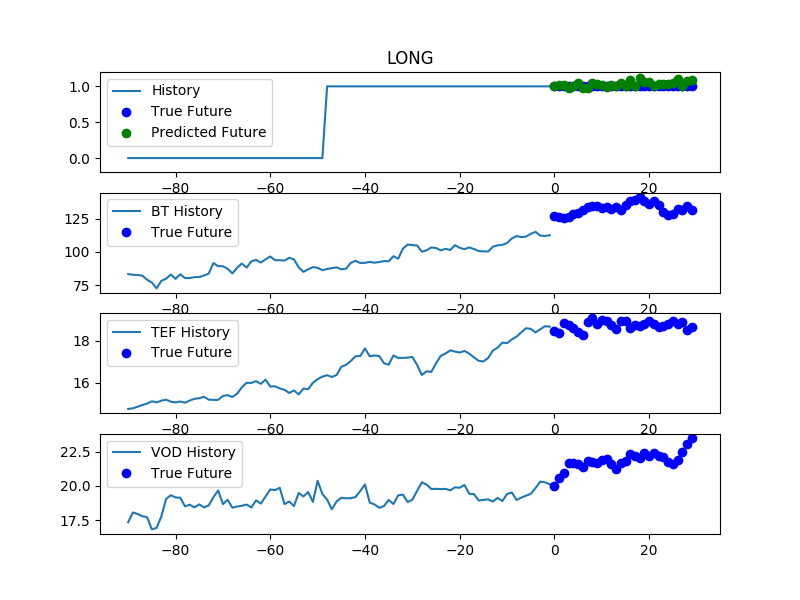 LONG
1.0
0.5
0.0
History
True Future
Predicted Future
−80 −60 −40 −20 0 20
125
100
75
BT History
True Future
−80 −60 −40 −20 0 20
18
16
TEF History
True Future
−80 −60 −40 −20 0 20
22.5
20.0
17.5
VOD History
True Future
−80 −60 −40 −20 0 20